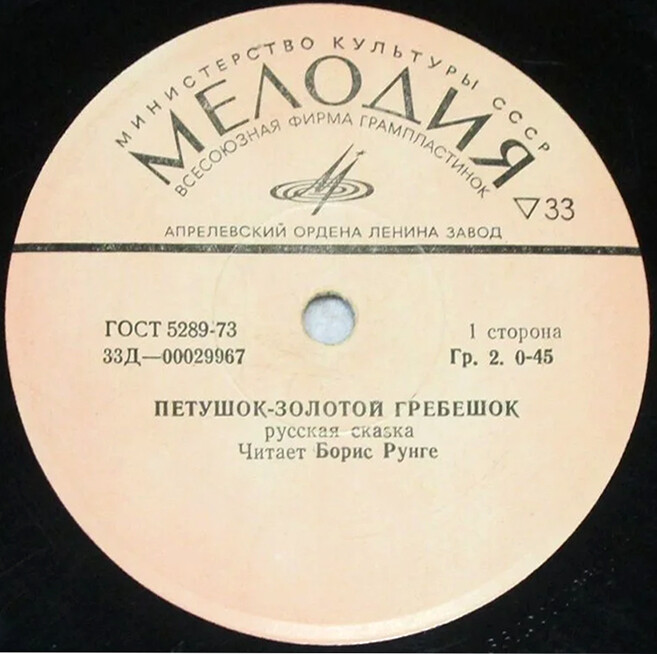 МИНИСТЕРСТВО КУЛЬТУРЫ СССР
МЕЛОДИЯ
ВСЕСОЮЗНАЯ ФИРМА ГРАМПЛАСТИНОК
▽33
АПРЕЛЕВСКИЙ ОРДЕНА ЛЕНИНА ЗАВОД
ГОСТ 5289-73
1 сторона
33Д—00029967
Гр. 2. 0-45
ПЕТУШОК-ЗОЛОТОЙ ГРЕБЕШОК
русская сказка
Читает Борис Рунге